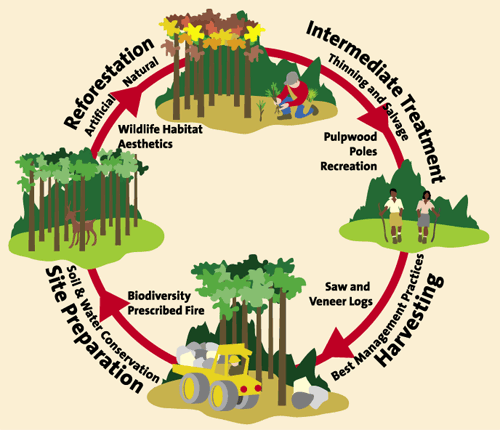 Reforestation
Artificial Natural
Wildlife Habitat
Aesthetics
Intermediate Treatment
Thinning and Salvage
Pulpwood
Poles
Recreation
Harvesting
Best Management Practices
Saw and
Veneer Logs
Site Preparation
Soil & Water Conservation
Biodiversity
Prescribed Fire